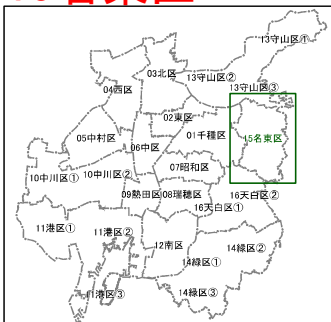 13守山区①
03北区
13守山区②
04西区
13守山区③
02東区
05中村区
01千種区
15名東区
06中区
07昭和区
10中川区①
10中川区②
09熱田区
08瑞穂区
16天白区②
16天白区①
11港区①
11港区②
12南区
14緑区②
14緑区①
11港区③
14緑区③